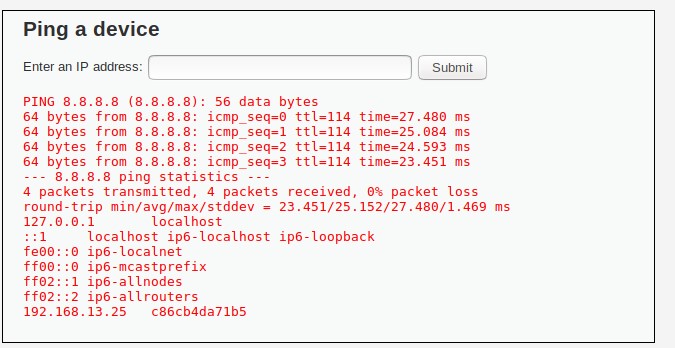 Ping a device
Enter an IP address:
Submit
PING 8.8.8.8 (8.8.8.8): 56 data bytes
64 bytes from 8.8.8.8: icmp_seq=0 ttl=114 time=27.480 ms
64 bytes from 8.8.8.8: icmp_seq=1 ttl=114 time=25.084 ms
64 bytes from 8.8.8.8: icmp_seq=2 ttl=114 time=24.593 ms
64 bytes from 8.8.8.8: icmp_seq=3 ttl=114 time=23.451 ms
--- 8.8.8.8 ping statistics ---
4 packets transmitted, 4 packets received, 0% packet loss
round-trip min/avg/max/stddev = 23.451/25.152/27.480/1.469 ms
127.0.0.1       localhost
::1     localhost ip6-localhost ip6-loopback
fe00::0 ip6-localnet
ff00::0 ip6-mcastprefix
ff02::1 ip6-allnodes
ff02::2 ip6-allrouters
192.168.13.25   c86cb4da71b5